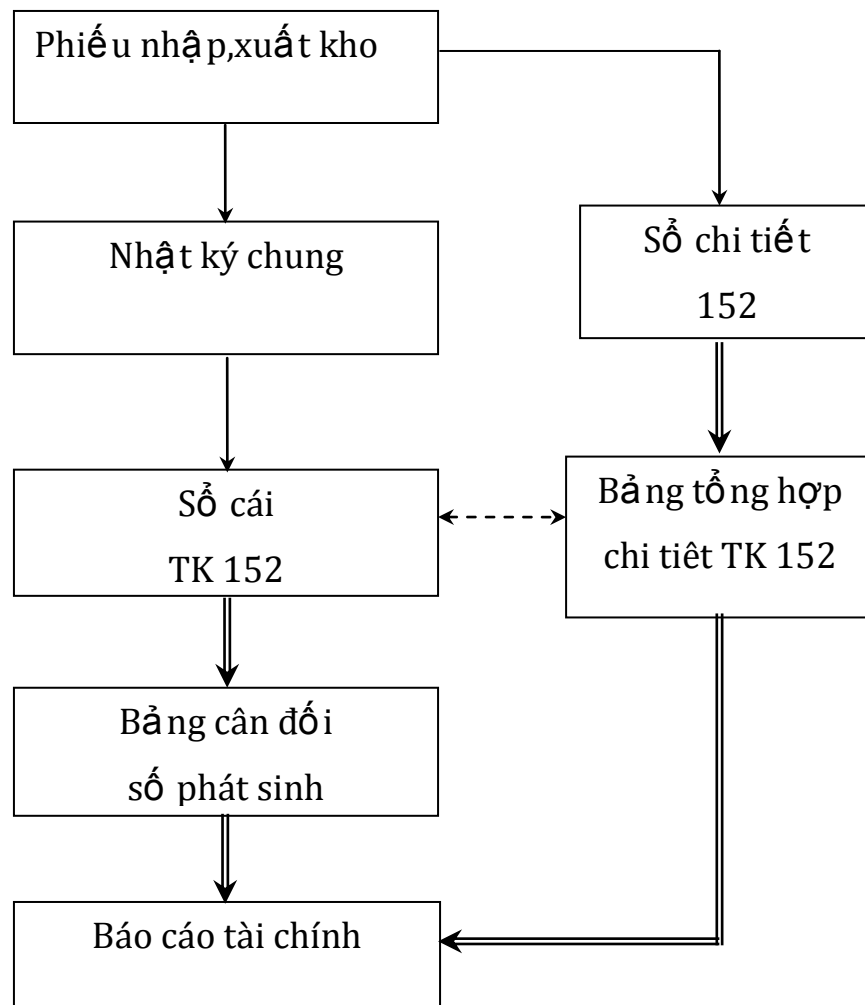 Phiếu nhập,xuất kho
Nhật ký chung
Sổ chi tiết
152
Sổ cái
TK 152
Bảng tổng hợp
chi tiêt TK 152
Bảng cân đối
số phát sinh
Báo cáo tài chính